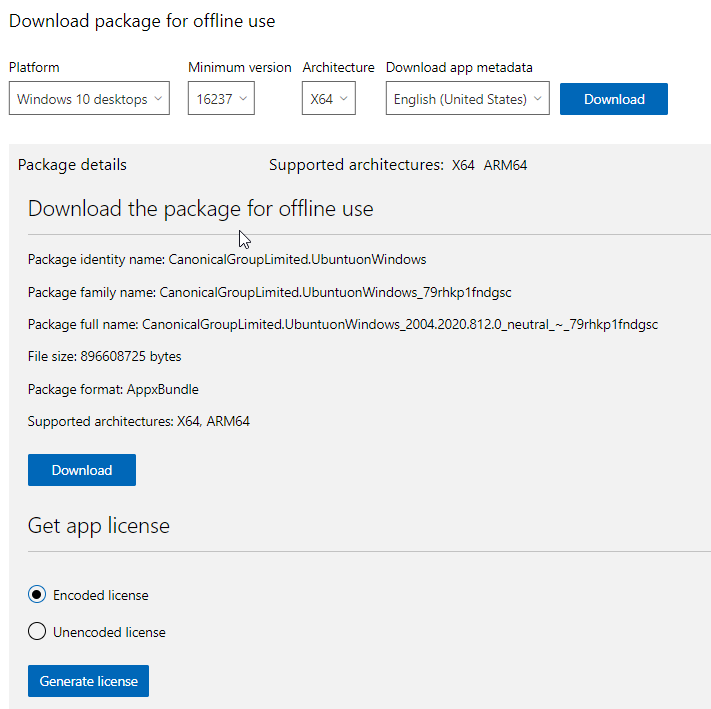 Download package for offline use
Platform Minimum version Architecture Download app metadata
Windows 10 desktops 16237 X64 English (United States) Download
Package details Supported architectures: X64 ARM64
Download the package for offline use
Package identity name: CanonicalGroupLimited.UbuntuonWindows
Package family name: CanonicalGroupLimited.UbuntuonWindows_79rhkp1fndgsc
Package full name: CanonicalGroupLimited.UbuntuonWindows_2004.2020.812.0_neutral_~_79rhkp1fndgsc
File size: 896608725 bytes
Package format: AppxBundle
Supported architectures: X64, ARM64
Download
Get app license
Encoded license
Unencoded license
Generate license